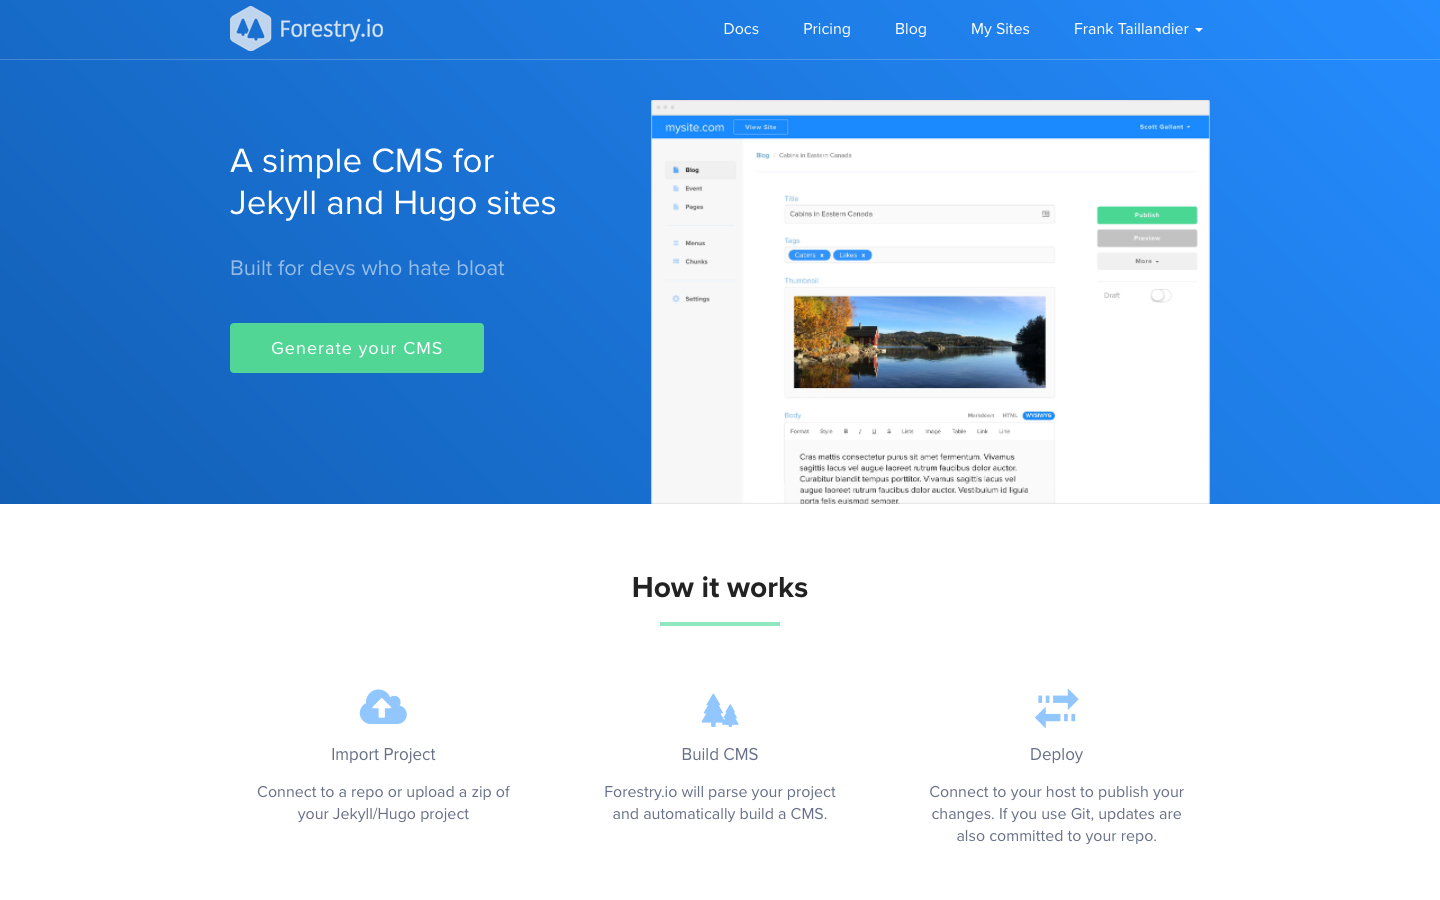 Forestry.io
Docs
Pricing
Blog
My Sites
Frank Taillandier
A simple CMS for
Jekyll and Hugo sites
Built for devs who hate bloat
Generate your CMS
mysite.com
View Site
Scott Gallant
Blog
Event
Pages
Menus
Chunks
Settings
Blog / Cabins in Eastern Canada
Title
Cabins in Eastern Canada
Tags
Cabins x
Lakes x
Thumbnail
Publish
Preview
More
Draft
Body
Markdown
HTML
WYSIWYG
Format
Style
B
I
U
S
Lists
Image
Table
Link
Line
Cras mattis consectetur purus sit amet fermentum. Vivamus
sagittis lacus vel augue laoreet rutrum faucibus dolor auctor.
Curabitur blandit tempus porttitor. Vivamus sagittis lacus vel
augue laoreet rutrum faucibus dolor auctor. Vestibulum id ligula
porta felis euismod semper.
How it works
Import Project
Connect to a repo or upload a zip of
your Jekyll/Hugo project
Build CMS
Forestry.io will parse your project
and automatically build a CMS.
Deploy
Connect to your host to publish your
changes. If you use Git, updates are
also committed to your repo.